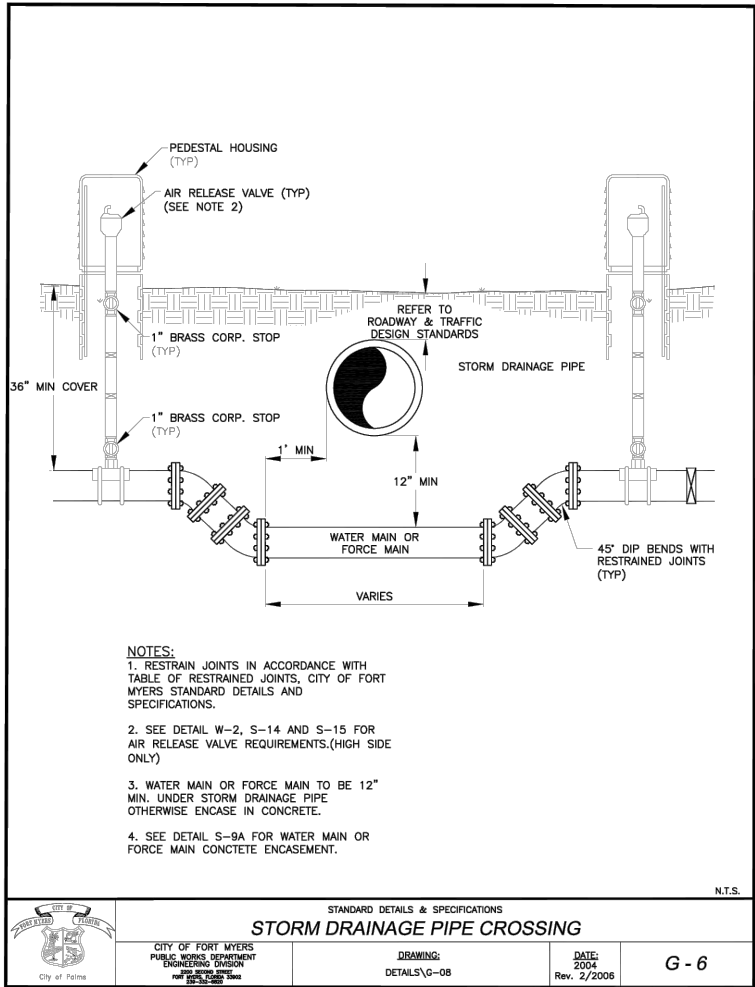 PEDESTAL HOUSING
(TYP)
AIR RELEASE VALVE (TYP)
(SEE NOTE 2)
REFER TO
ROADWAY & TRAFFIC
DESIGN STANDARDS
1" BRASS CORP. STOP
(TYP)
STORM DRAINAGE PIPE
36" MIN COVER
1" BRASS CORP. STOP
(TYP)
1' MIN
12" MIN
WATER MAIN OR
FORCE MAIN
45° DIP BENDS WITH
RESTRAINED JOINTS
(TYP)
VARIES
NOTES:
1. RESTRAIN JOINTS IN ACCORDANCE WITH
TABLE OF RESTRAINED JOINTS, CITY OF FORT
MYERS STANDARD DETAILS AND
SPECIFICATIONS.
2. SEE DETAIL W-2, S-14 AND S-15 FOR
AIR RELEASE VALVE REQUIREMENTS.(HIGH SIDE
ONLY)
3. WATER MAIN OR FORCE MAIN TO BE 12"
MIN. UNDER STORM DRAINAGE PIPE
OTHERWISE ENCASE IN CONCRETE.
4. SEE DETAIL S-9A FOR WATER MAIN OR
FORCE MAIN CONCTETE ENCASEMENT.
N.T.S.
CITY OF
FORT MYERS FLORIDA
City of Palms
STANDARD DETAILS & SPECIFICATIONS
STORM DRAINAGE PIPE CROSSING
CITY OF FORT MYERS
PUBLIC WORKS DEPARTMENT
ENGINEERING DIVISION
2200 SECOND STREET
FORT MYERS, FLORIDA 33902
239-332-6820
DRAWING:
DETAILS\G-08
DATE:
2004
Rev. 2/2006
G - 6